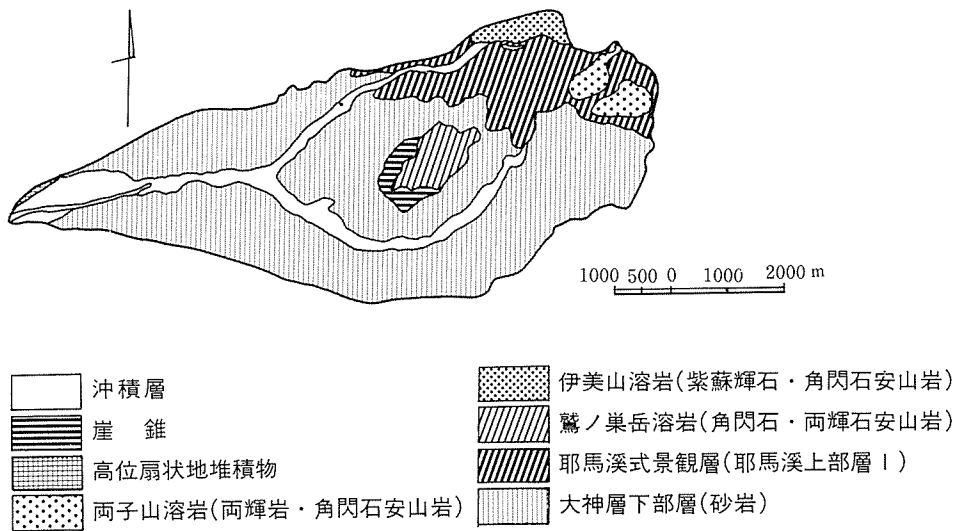 1000 500 0 1000 2000 m
沖積層
崖 錐
高位扇状地堆積物
両子山溶岩(両輝岩・角閃石安山岩)
伊美山溶岩(紫蘇輝石・角閃石安山岩)
鷲ノ巣岳溶岩(角閃石・両輝石安山岩)
耶馬溪式景観層(耶馬溪上部層Ⅰ)
大神層下部層(砂岩)